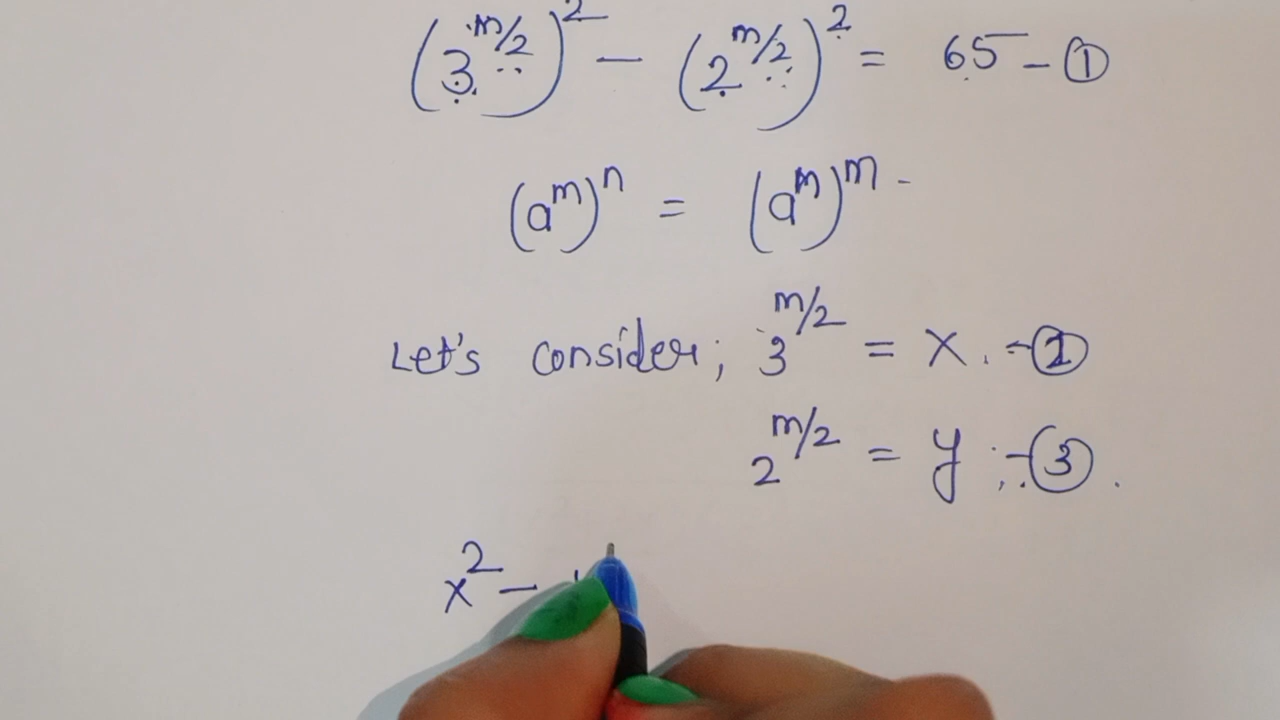 (3^{m/2})^2 - (2^{m/2})^2 = 65 - ①
(a^m)^n = (a^n)^m -
Let's consider; 3^{m/2} = x. - ②
2^{m/2} = y ; - ③.
x^2 -